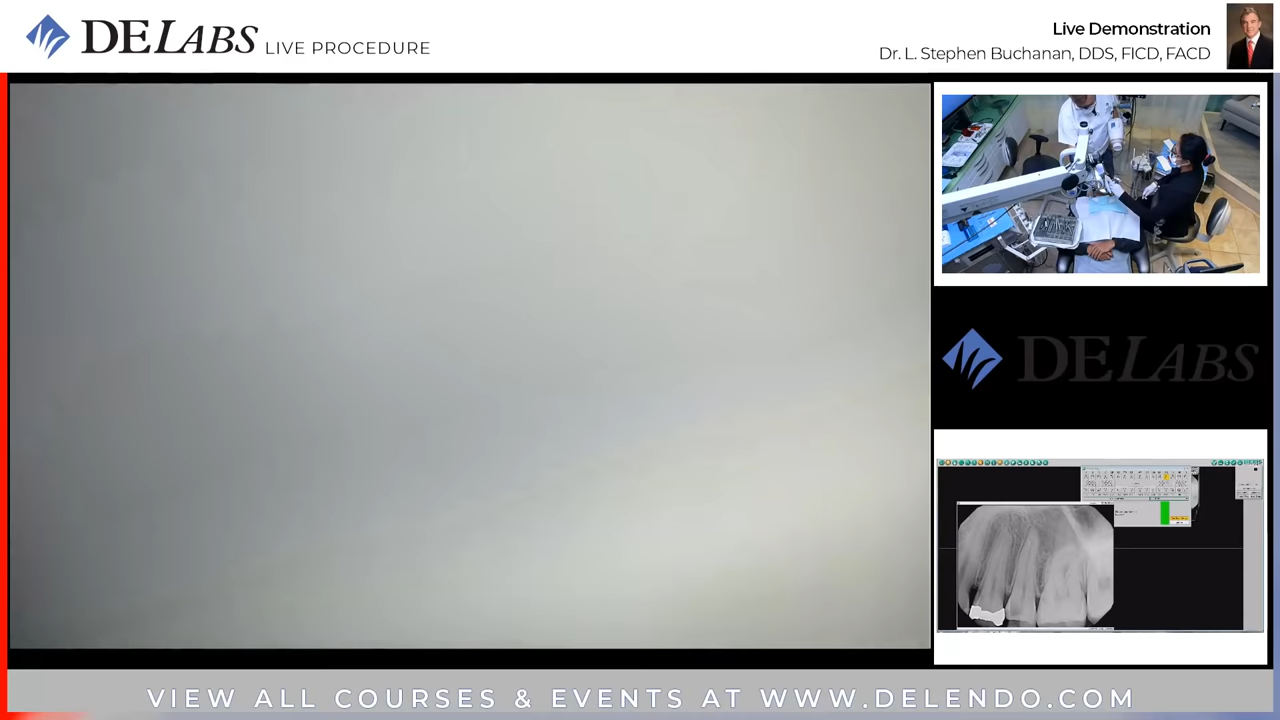 DELABS LIVE PROCEDURE
Live Demonstration
Dr. L. Stephen Buchanan, DDS, FICD, FACD
DELABS
VIEW ALL COURSES & EVENTS AT WWW.DELENDO.COM